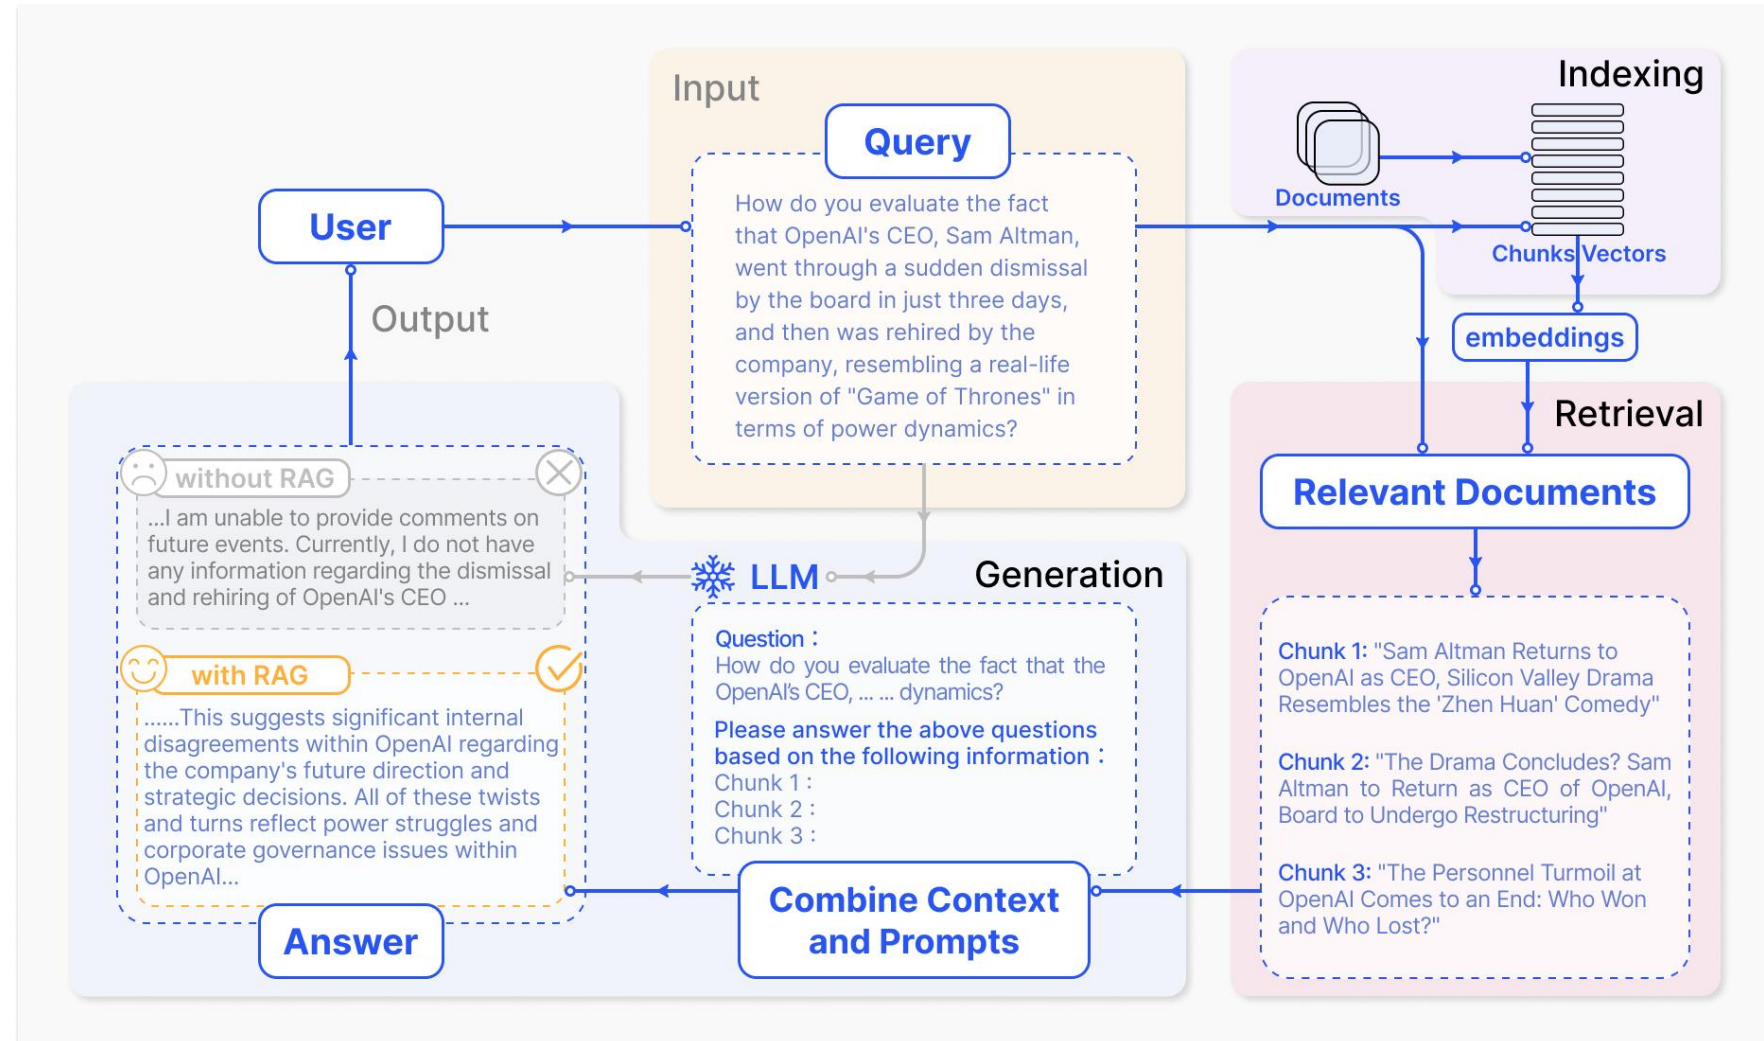 Input
Query
How do you evaluate the fact
that OpenAI's CEO, Sam Altman,
went through a sudden dismissal
by the board in just three days,
and then was rehired by the
company, resembling a real-life
version of "Game of Thrones" in
terms of power dynamics?
Indexing
Documents
Chunks Vectors
embeddings
User
Output
Retrieval
Relevant Documents
Chunk 1: "Sam Altman Returns to
OpenAI as CEO, Silicon Valley Drama
Resembles the 'Zhen Huan' Comedy"
Chunk 2: "The Drama Concludes? Sam
Altman to Return as CEO of OpenAI,
Board to Undergo Restructuring"
Chunk 3: "The Personnel Turmoil at
OpenAI Comes to an End: Who Won
and Who Lost?"
LLM
Generation
Question :
How do you evaluate the fact that the
OpenAI's CEO, ... ... dynamics?
Please answer the above questions
based on the following information :
Chunk 1 :
Chunk 2 :
Chunk 3 :
Combine Context
and Prompts
without RAG
...I am unable to provide comments on
future events. Currently, I do not have
any information regarding the dismissal
and rehiring of OpenAI's CEO ...
with RAG
......This suggests significant internal
disagreements within OpenAI regarding
the company's future direction and
strategic decisions. All of these twists
and turns reflect power struggles and
corporate governance issues within
OpenAI...
Answer